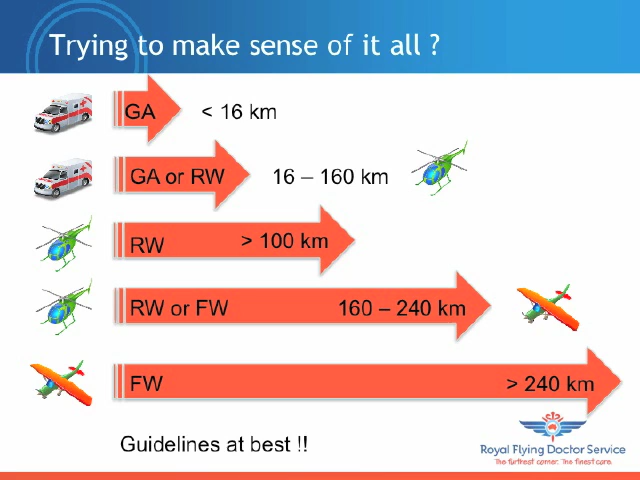 Trying to make sense of it all ?
GA
< 16 km
GA or RW
16 – 160 km
RW
> 100 km
RW or FW
160 – 240 km
FW
> 240 km
Guidelines at best !!
Royal Flying Doctor Service
The furthest corner. The finest care.